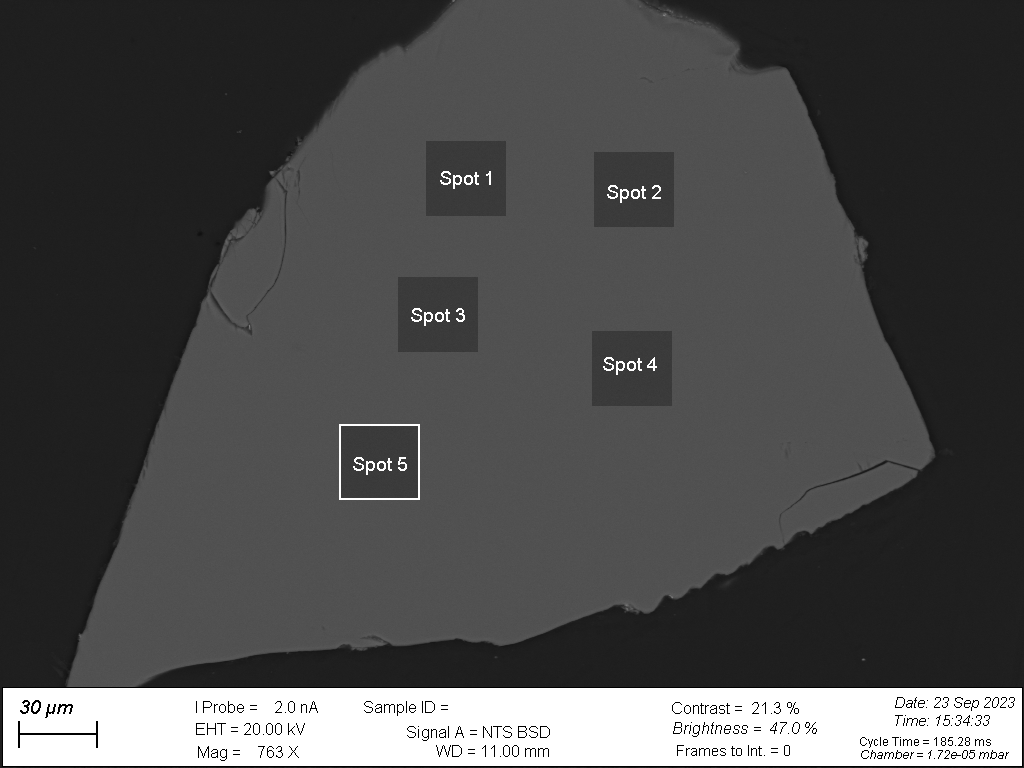 Spot 1
Spot 2
Spot 3
Spot 4
Spot 5
30 µm
I Probe = 2.0 nA
EHT = 20.00 kV
Mag = 763 X
Sample ID =
Signal A = NTS BSD
WD = 11.00 mm
Contrast = 21.3 %
Brightness = 47.0 %
Frames to Int. = 0
Date: 23 Sep 2023
Time: 15:34:33
Cycle Time = 185.28 ms
Chamber = 1.72e-05 mbar